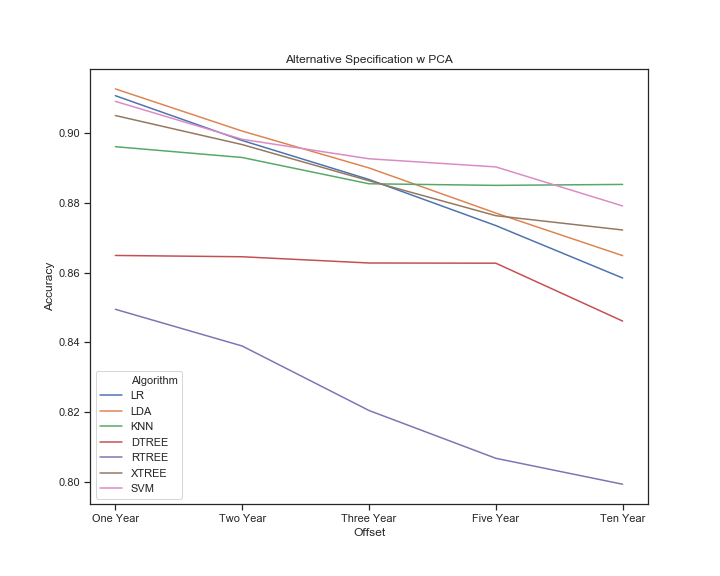 Alternative Specification w PCA
Accuracy
0.90
0.88
0.86
0.84
0.82
0.80
Algorithm
LR
LDA
KNN
DTREE
RTREE
XTREE
SVM
One Year Two Year Three Year Five Year Ten Year
Offset